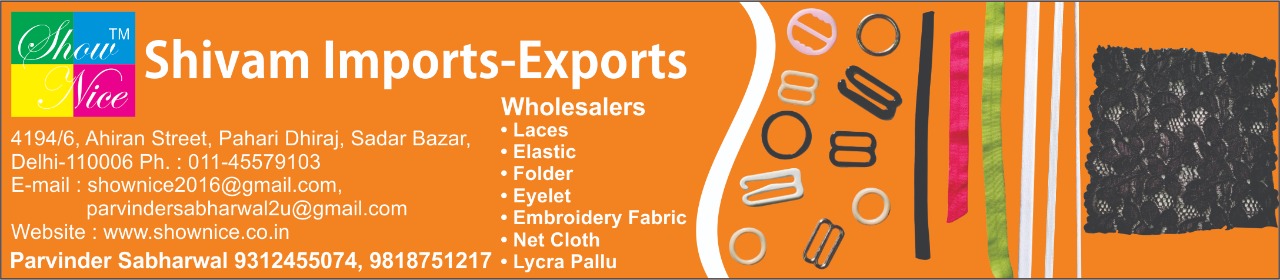 Show TM
Nice
Shivam Imports-Exports
4194/6, Ahiran Street, Pahari Dhiraj, Sadar Bazar,
Delhi-110006 Ph. : 011-45579103
E-mail : shownice2016@gmail.com,
parvindersabharwal2u@gmail.com
Website : www.shownice.co.in
Parvinder Sabharwal 9312455074, 9818751217
Wholesalers
• Laces
• Elastic
• Folder
• Eyelet
• Embroidery Fabric
• Net Cloth
• Lycra Pallu